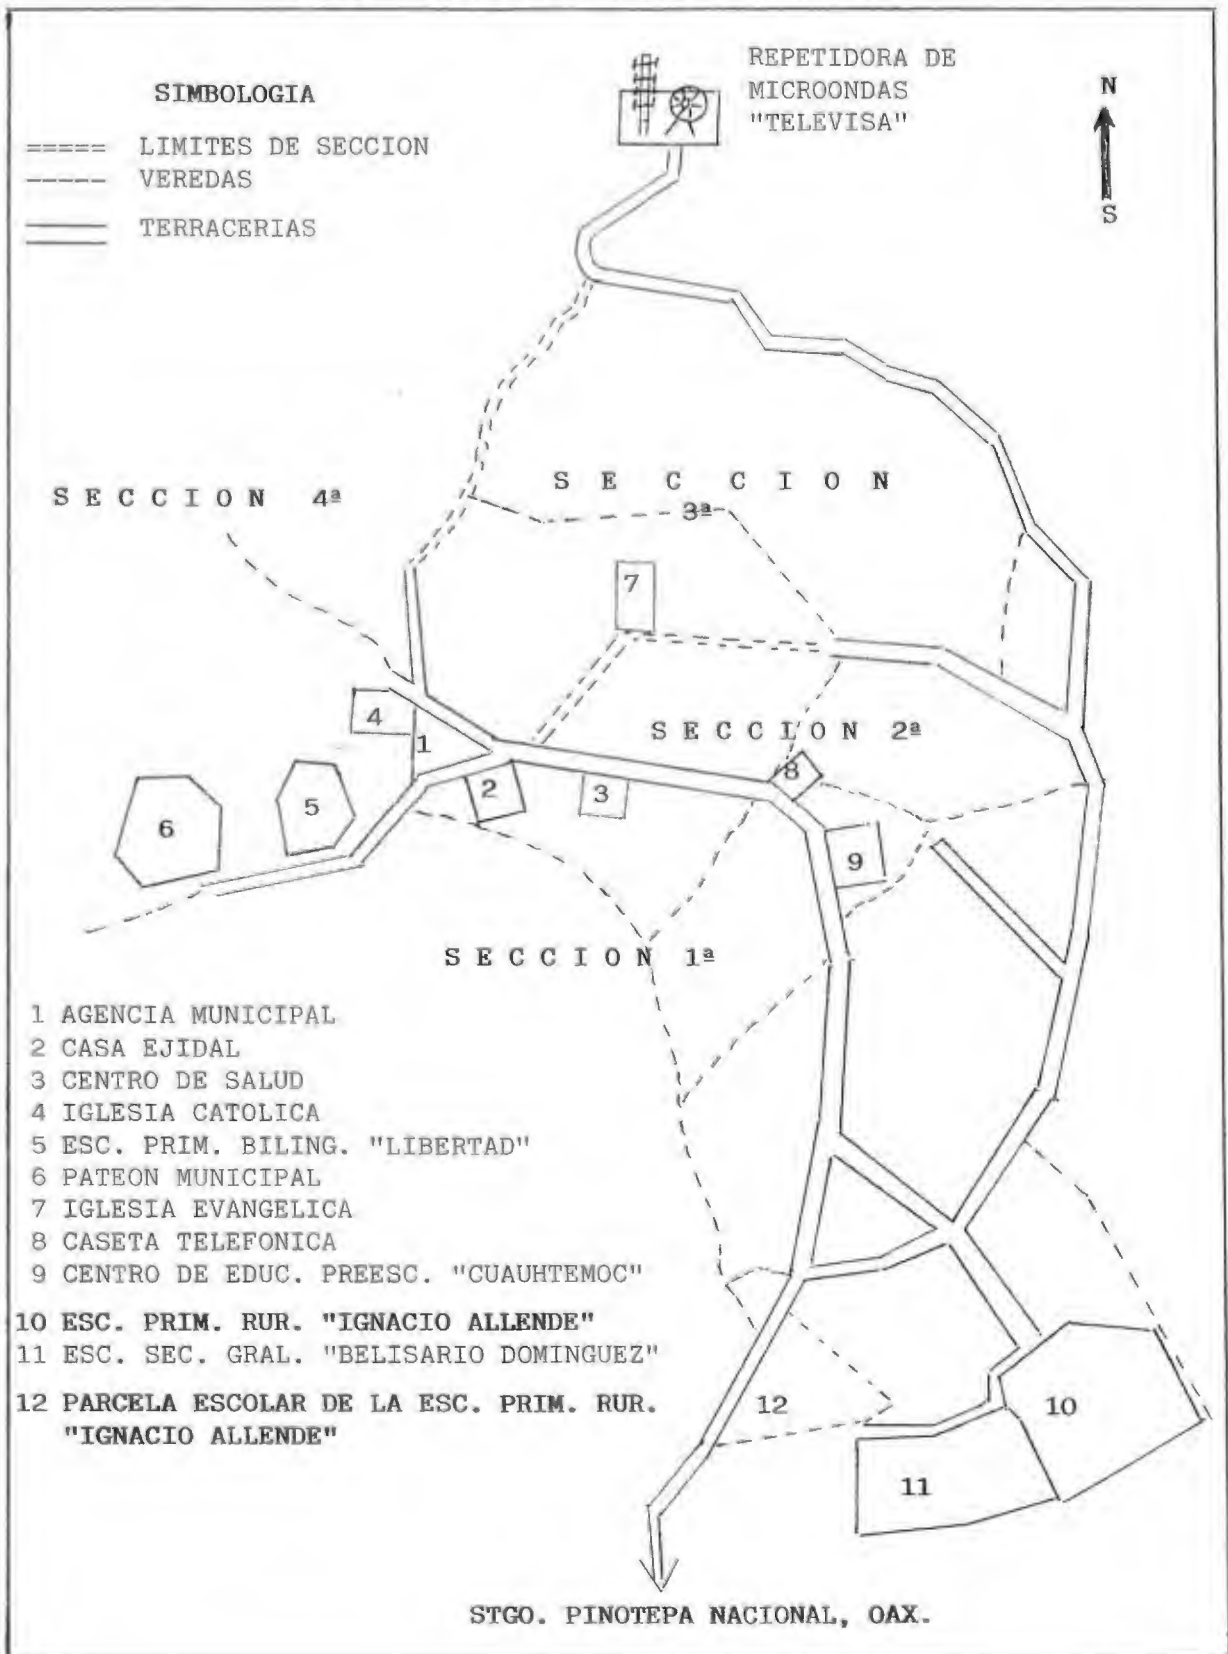 SIMBOLOGIA
LIMITES DE SECCION
VEREDAS
TERRACERIAS
REPETIDORA DE
MICROONDAS
"TELEVISA"
N
S
SECCION 4ª
SECCION
3ª
7
4
1
SECCION 2ª
8
2
3
5
6
9
SECCION 1ª
1 AGENCIA MUNICIPAL
2 CASA EJIDAL
3 CENTRO DE SALUD
4 IGLESIA CATOLICA
5 ESC. PRIM. BILING. "LIBERTAD"
6 PATEON MUNICIPAL
7 IGLESIA EVANGELICA
8 CASETA TELEFONICA
9 CENTRO DE EDUC. PREESC. "CUAUHTEMOC"
10 ESC. PRIM. RUR. "IGNACIO ALLENDE"
11 ESC. SEC. GRAL. "BELISARIO DOMINGUEZ"
12 PARCELA ESCOLAR DE LA ESC. PRIM. RUR.
"IGNACIO ALLENDE"
12
10
11
STGO. PINOTEPA NACIONAL, OAX.